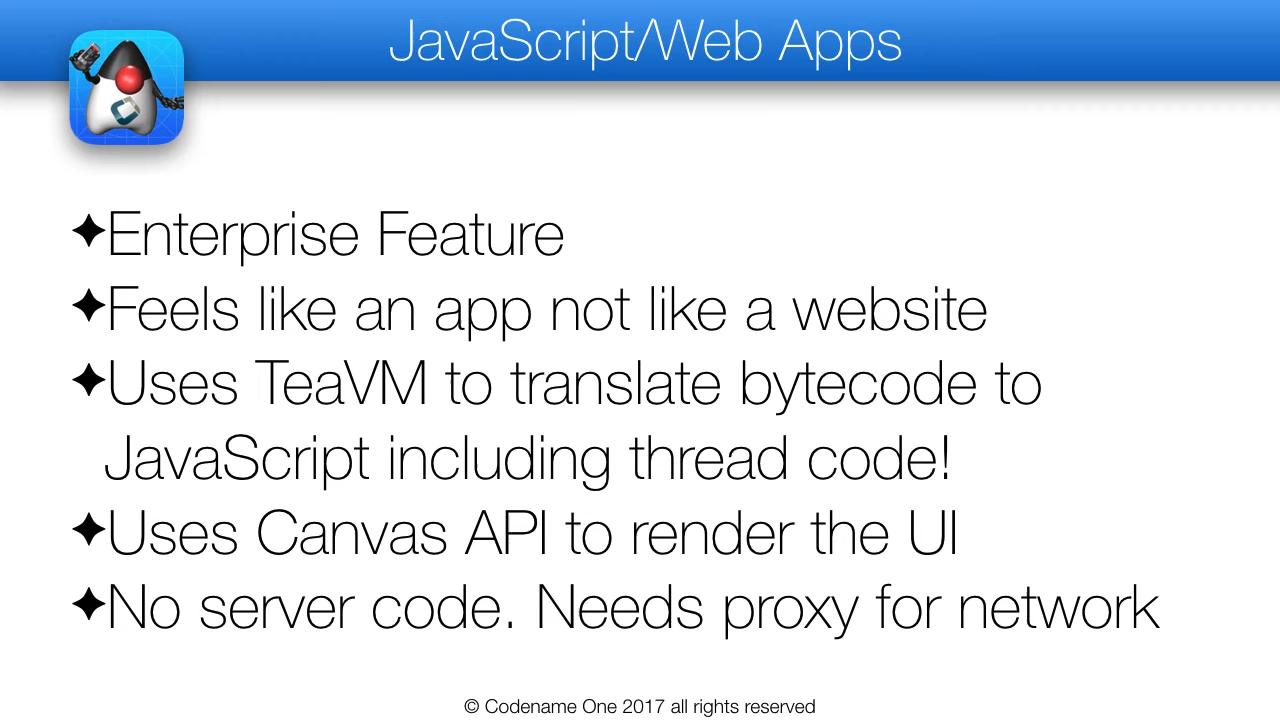 JavaScript/Web Apps
✦Enterprise Feature
✦Feels like an app not like a website
✦Uses TeaVM to translate bytecode to
JavaScript including thread code!
✦Uses Canvas API to render the UI
✦No server code. Needs proxy for network
© Codename One 2017 all rights reserved